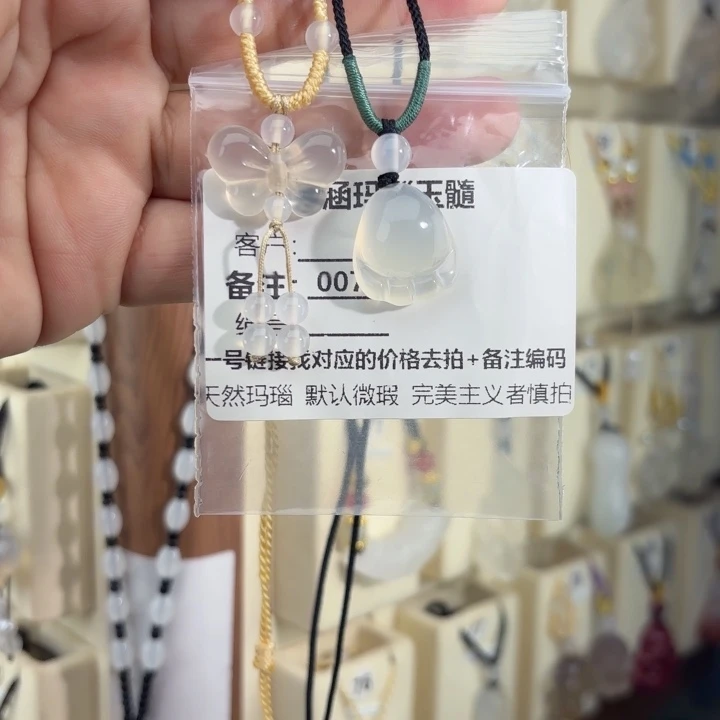 涵玛 玉髓
客 :
备注: 007
一号链接找对应的价格去拍+备注编码
天然玛瑙 默认微瑕 完美主义者慎拍